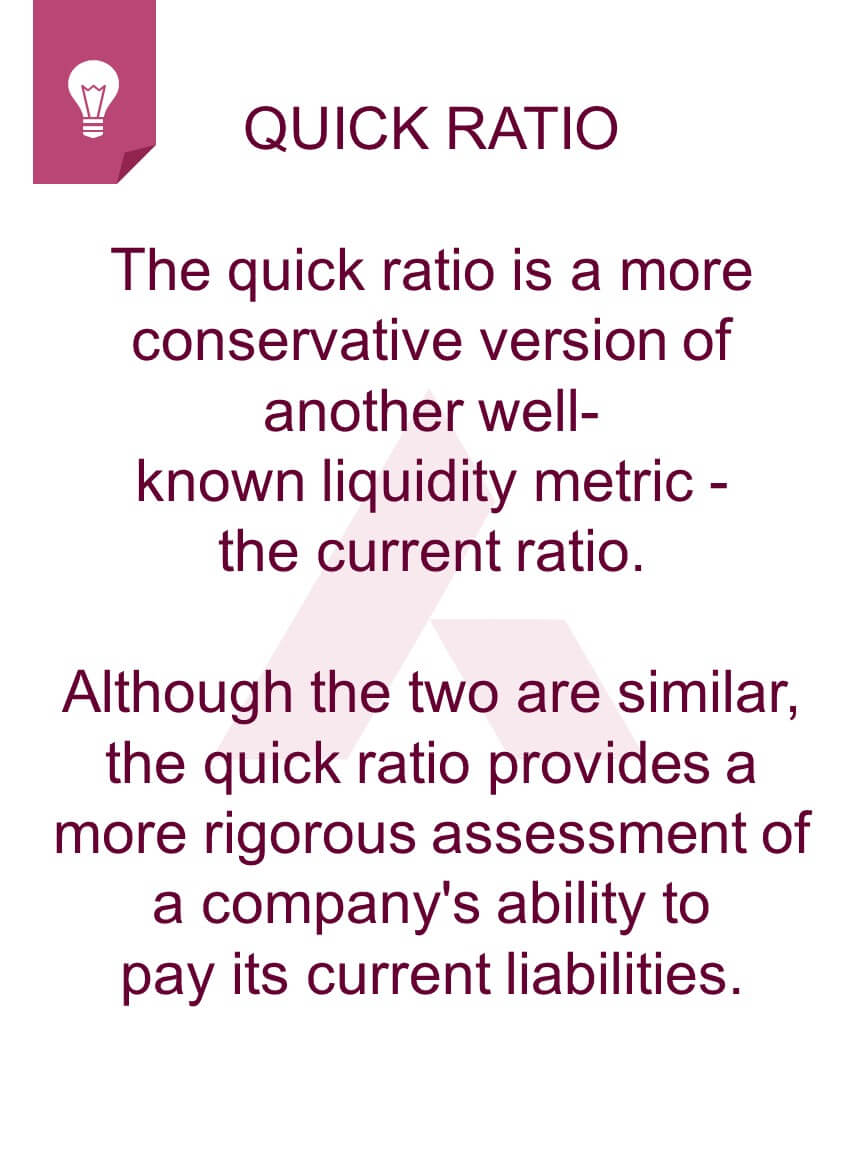 QUICK RATIO
The quick ratio is a more
conservative version of
another well-
known liquidity metric -
the current ratio.
Although the two are similar,
the quick ratio provides a
more rigorous assessment of
a company's ability to
pay its current liabilities.